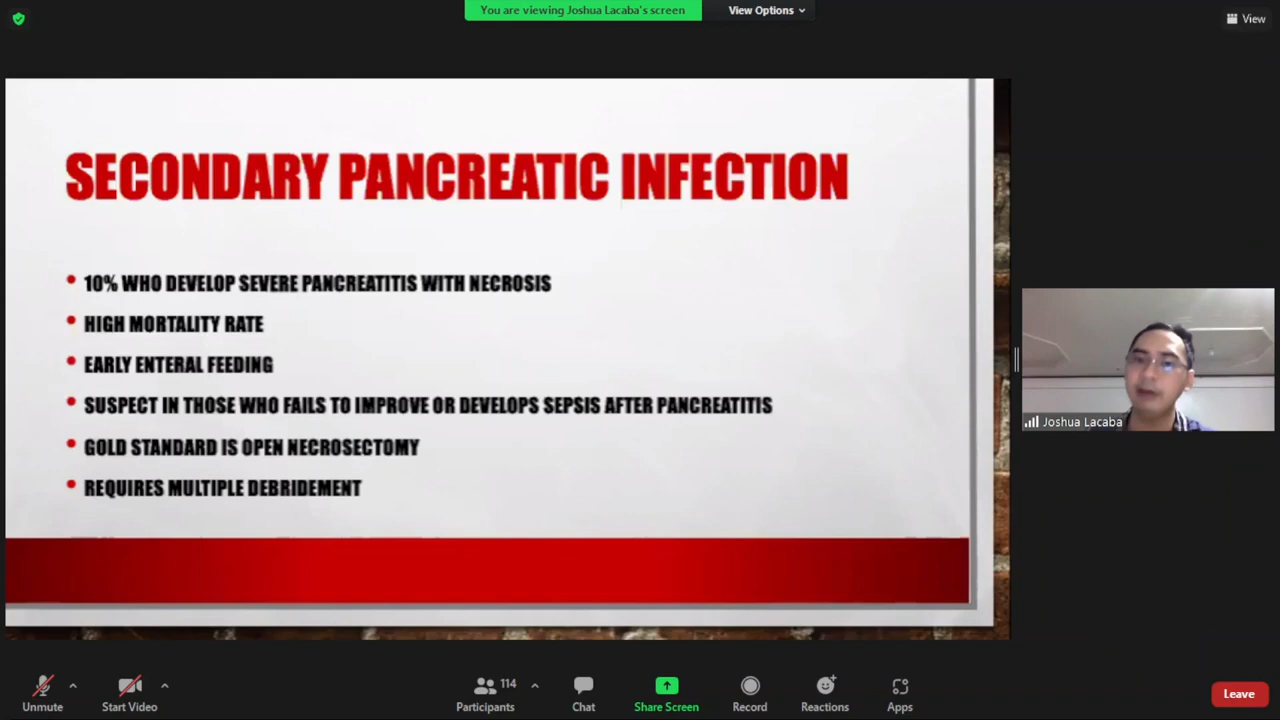 You are viewing Joshua Lacaba's screen
View Options
View
SECONDARY PANCREATIC INFECTION
• 10% WHO DEVELOP SEVERE PANCREATITIS WITH NECROSIS
• HIGH MORTALITY RATE
• EARLY ENTERAL FEEDING
• SUSPECT IN THOSE WHO FAILS TO IMPROVE OR DEVELOPS SEPSIS AFTER PANCREATITIS
• GOLD STANDARD IS OPEN NECROSECTOMY
• REQUIRES MULTIPLE DEBRIDEMENT
Joshua Lacaba
Unmute
Start Video
114
Participants
Chat
Share Screen
Record
Reactions
Apps
Leave